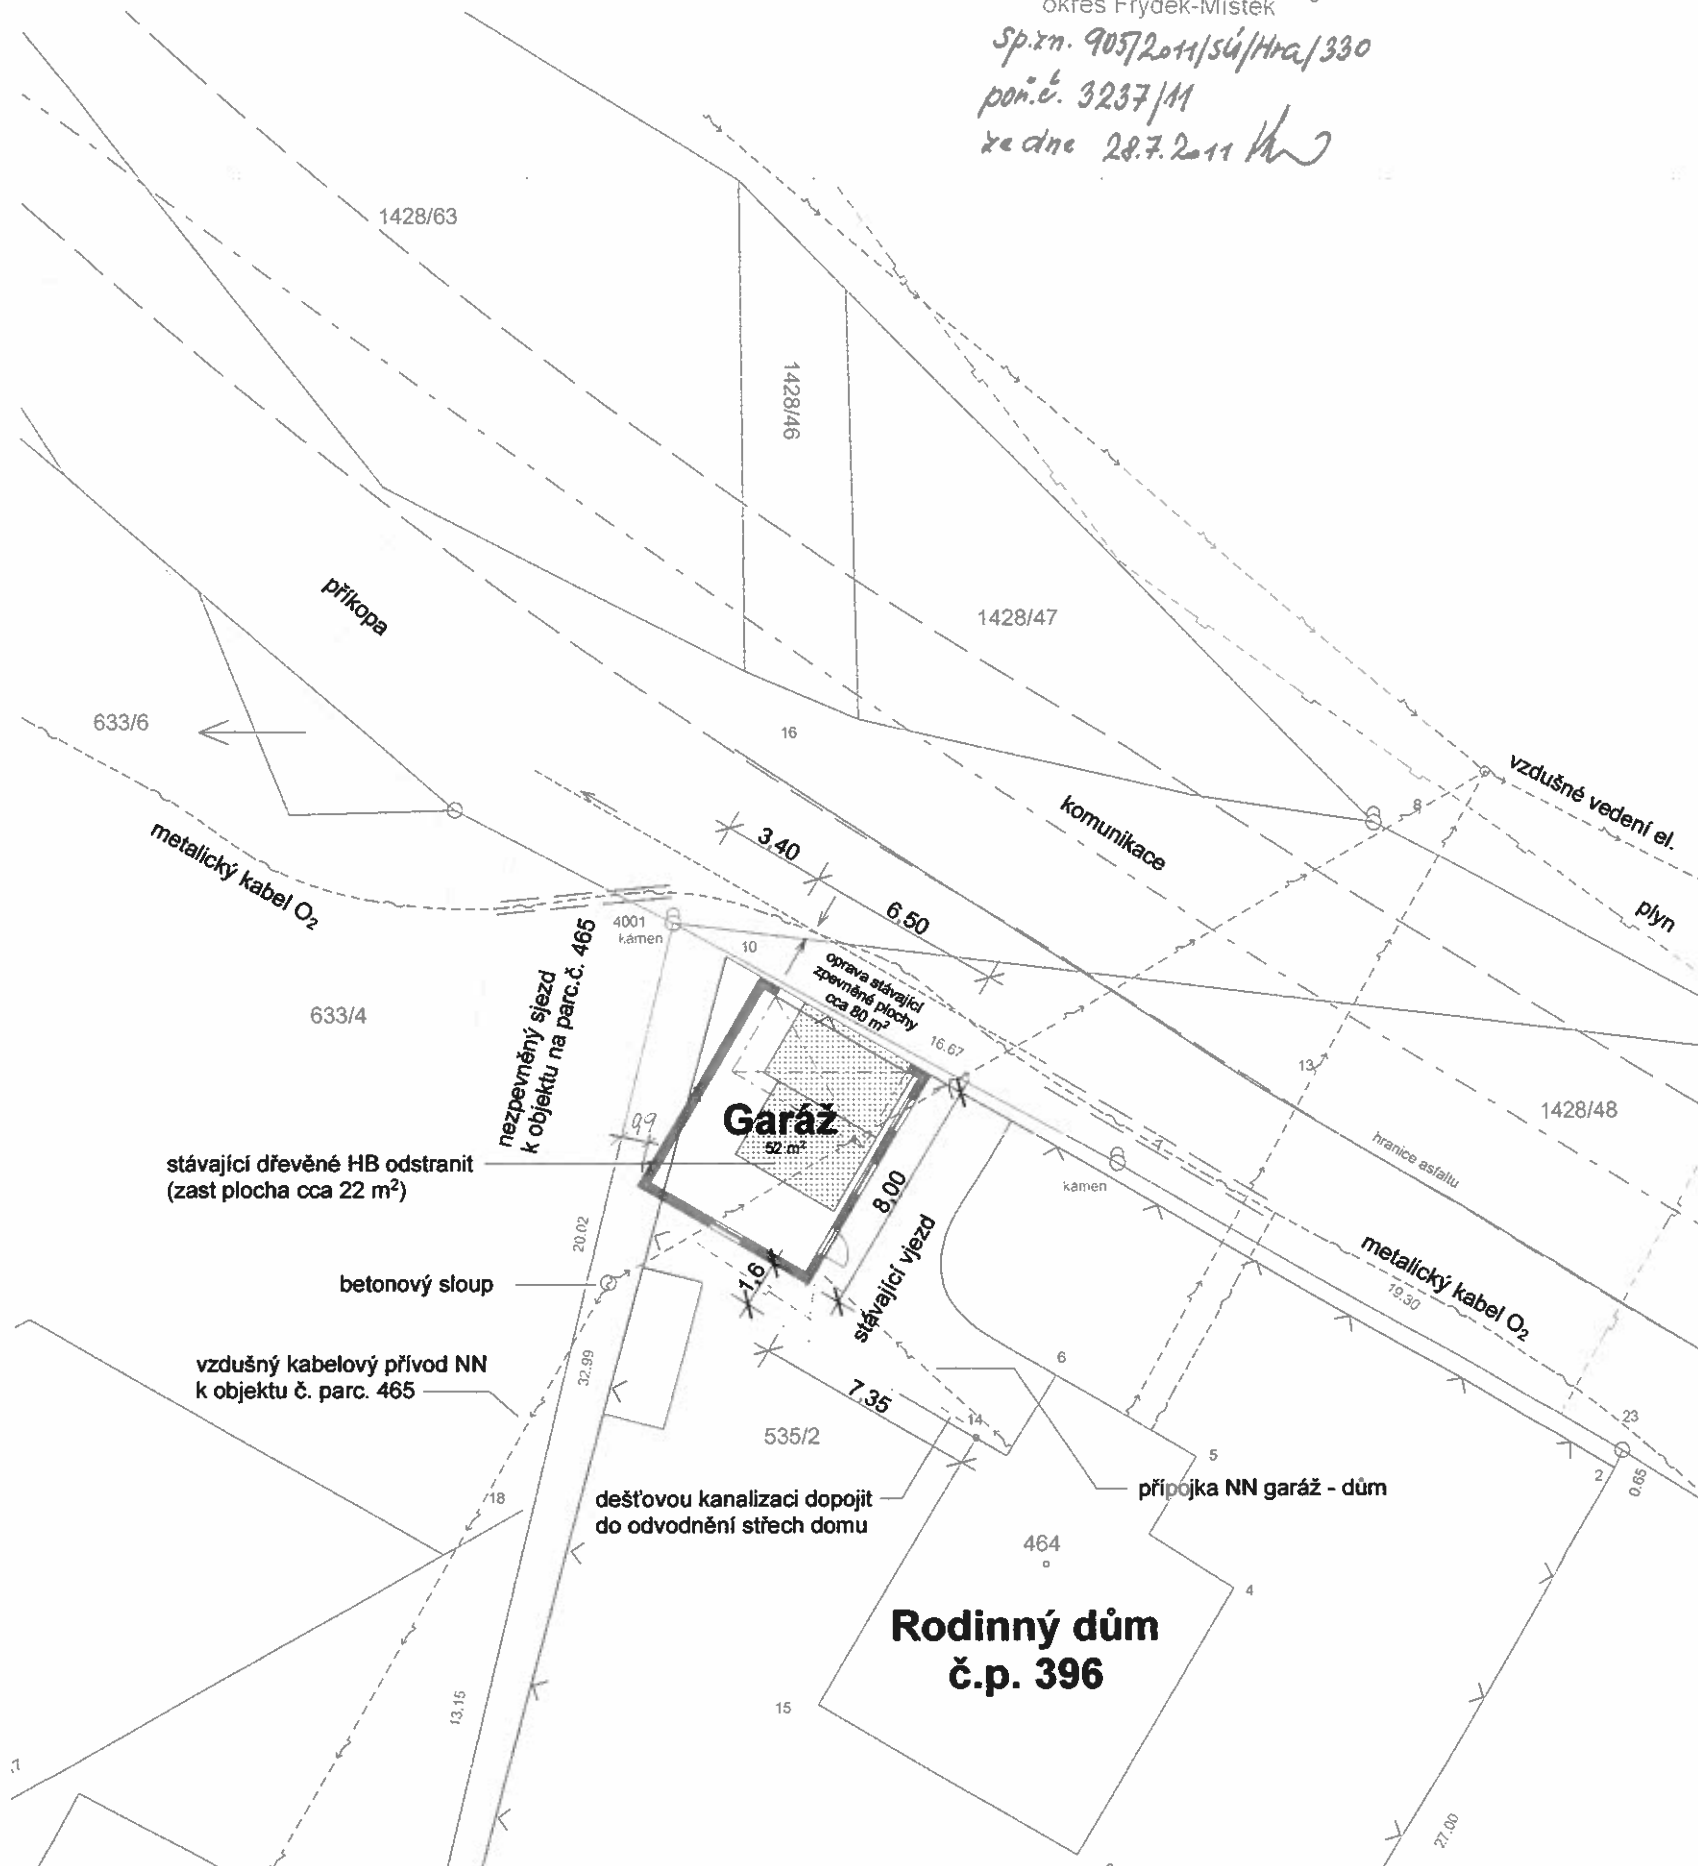 okres Frýdek-Místek
sp.zn. 905/2011/sú/Hra/330
poř.č. 3237/11
ze dne 28.7.2011
1428/63
1428/46
příkopa
1428/47
633/6
16
vzdušné vedení el.
8
komunikace
3,40
metalický kabel O2
plyn
6,50
4001
kámen
10
oprava stávající
zpevněné plochy
cca 80 m²
nezpevněný sjezd
k objektu na parc.č. 465
633/4
16.67
13
1428/48
Garáž
52 m²
hranice asfaltu
stávající dřevěné HB odstranit
(zast plocha cca 22 m²)
kámen
8,00
20.02
stávající vjezd
metalický kabel O2
19.30
betonový sloup
1,6
vzdušný kabelový přívod NN
k objektu č. parc. 465
32.99
6
7,35
14
23
535/2
5
2
0.65
přípojka NN garáž - dům
dešťovou kanalizaci dopojit
do odvodnění střech domu
18
464
4
Rodinný dům
č.p. 396
15
13.15
27.00